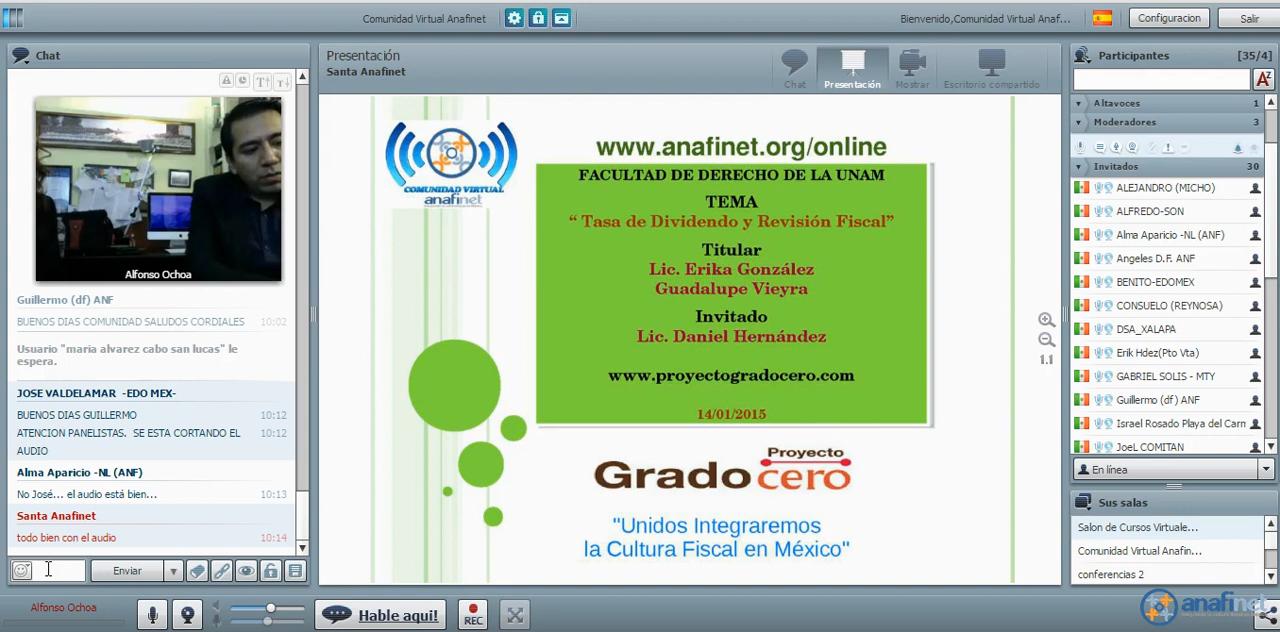 Comunidad Virtual Anafinet
Bienvenido,Comunidad Virtual Anaf...
Configuracion
Salir
Chat
Alfonso Ochoa
Guillermo (df) ANF
BUENOS DIAS COMUNIDAD SALUDOS CORDIALES 10:02
Usuario "maria alvarez cabo san lucas" le
espera.
JOSE VALDELAMAR -EDO MEX-
BUENOS DIAS GUILLERMO 10:12
ATENCION PANELISTAS. SE ESTA CORTANDO EL 10:12
AUDIO
Alma Aparicio -NL (ANF)
No José... el audio está bien... 10:13
Santa Anafinet
todo bien con el audio 10:14
Enviar
Presentación
Santa Anafinet
Chat
Presentación
Mostrar
Escritorio compartido
COMUNIDAD VIRTUAL
anafinet
www.anafinet.org/online
FACULTAD DE DERECHO DE LA UNAM
TEMA
“ Tasa de Dividendo y Revisión Fiscal”
Titular
Lic. Erika González
Guadalupe Vieyra
Invitado
Lic. Daniel Hernández
www.proyectogradocero.com
14/01/2015
Proyecto
Grado cero
"Unidos Integraremos
la Cultura Fiscal en México"
1.1
Participantes [35/4]
AZ
Altavoces 1
Moderadores 3
Invitados 30
ALEJANDRO (MICHO)
ALFREDO-SON
Alma Aparicio -NL (ANF)
Angeles D.F. ANF
BENITO-EDOMEX
CONSUELO (REYNOSA)
DSA_XALAPA
Erik Hdez(Pto Vta)
GABRIEL SOLIS - MTY
Guillermo (df) ANF
Israel Rosado Playa del Carn
JoeL COMITAN
En línea
Sus salas
Salon de Cursos Virtuale...
Comunidad Virtual Anafin...
conferencias 2
Alfonso Ochoa
Hable aqui!
REC
anafinet